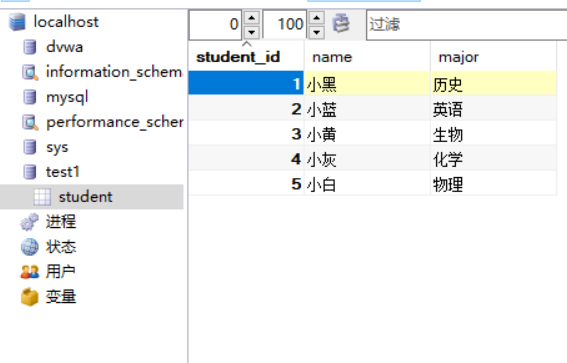 localhost
dvwa
information_schem
mysql
performance_scher
sys
test1
student
进程
状态
用户
变量
0 100 过滤
student_id name major
1 小黑 历史
2 小蓝 英语
3 小黄 生物
4 小灰 化学
5 小白 物理